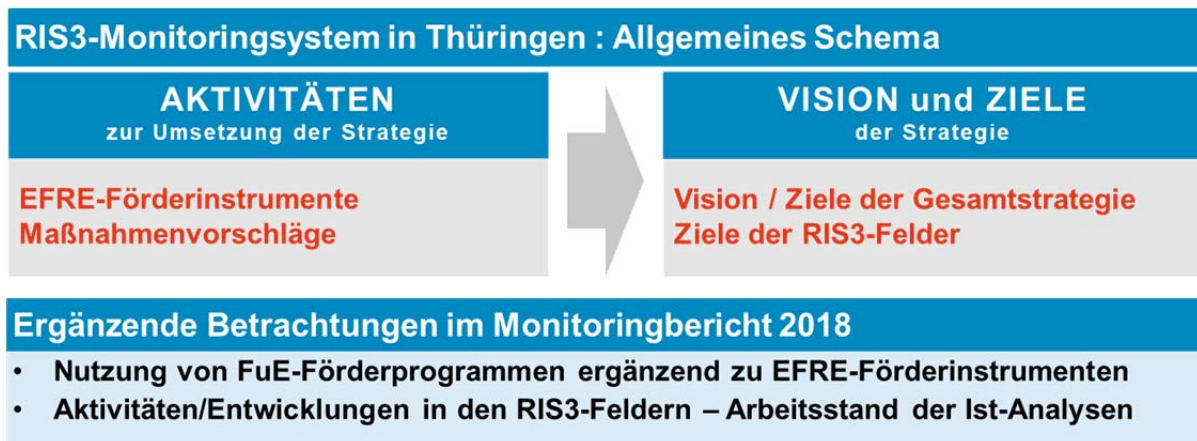 RIS3-Monitoringsystem in Thüringen : Allgemeines Schema
AKTIVITÄTEN
zur Umsetzung der Strategie
EFRE-Förderinstrumente
Maßnahmenvorschläge
VISION und ZIELE
der Strategie
Vision / Ziele der Gesamtstrategie
Ziele der RIS3-Felder
Ergänzende Betrachtungen im Monitoringbericht 2018
• Nutzung von FuE-Förderprogrammen ergänzend zu EFRE-Förderinstrumenten
• Aktivitäten/Entwicklungen in den RIS3-Feldern – Arbeitsstand der Ist-Analysen